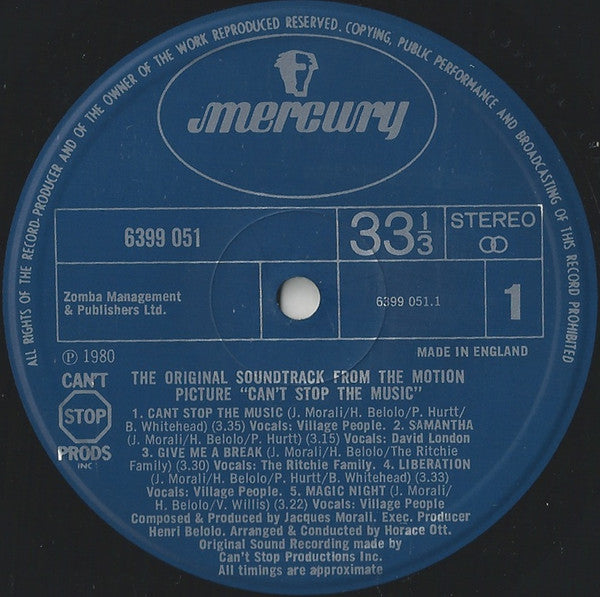 ALL RIGHTS OF THE RECORD PRODUCER AND OF THE OWNER OF THE WORK REPRODUCED RESERVED. COPYING, PUBLIC PERFORMANCE AND BROADCASTING OF THIS RECORD PROHIBITED
mercury
6399 051
33 1/3
STEREO
Zomba Management
& Publishers Ltd.
6399 051.1
1
℗ 1980
MADE IN ENGLAND
CAN'T
STOP
PRODS
INC
THE ORIGINAL SOUNDTRACK FROM THE MOTION
PICTURE "CAN'T STOP THE MUSIC"
1. CANT STOP THE MUSIC (J. Morali/H. Belolo/P. Hurtt/
B. Whitehead) (3.35) Vocals: Village People. 2. SAMANTHA
(J. Morali/H. Belolo/P. Hurtt) (3.15) Vocals: David London
3. GIVE ME A BREAK (J. Morali/H. Belolo/The Ritchie
Family) (3.30) Vocals: The Ritchie Family. 4. LIBERATION
(J. Morali/H. Belolo/P. Hurtt/B. Whitehead) (3.33)
Vocals: Village People. 5. MAGIC NIGHT (J. Morali/
H. Belolo/V. Willis) (3.22) Vocals: Village People
Composed & Produced by Jacques Morali. Exec. Producer
Henri Belolo. Arranged & Conducted by Horace Ott.
Original Sound Recording made by
Can't Stop Productions Inc.
All timings are approximate